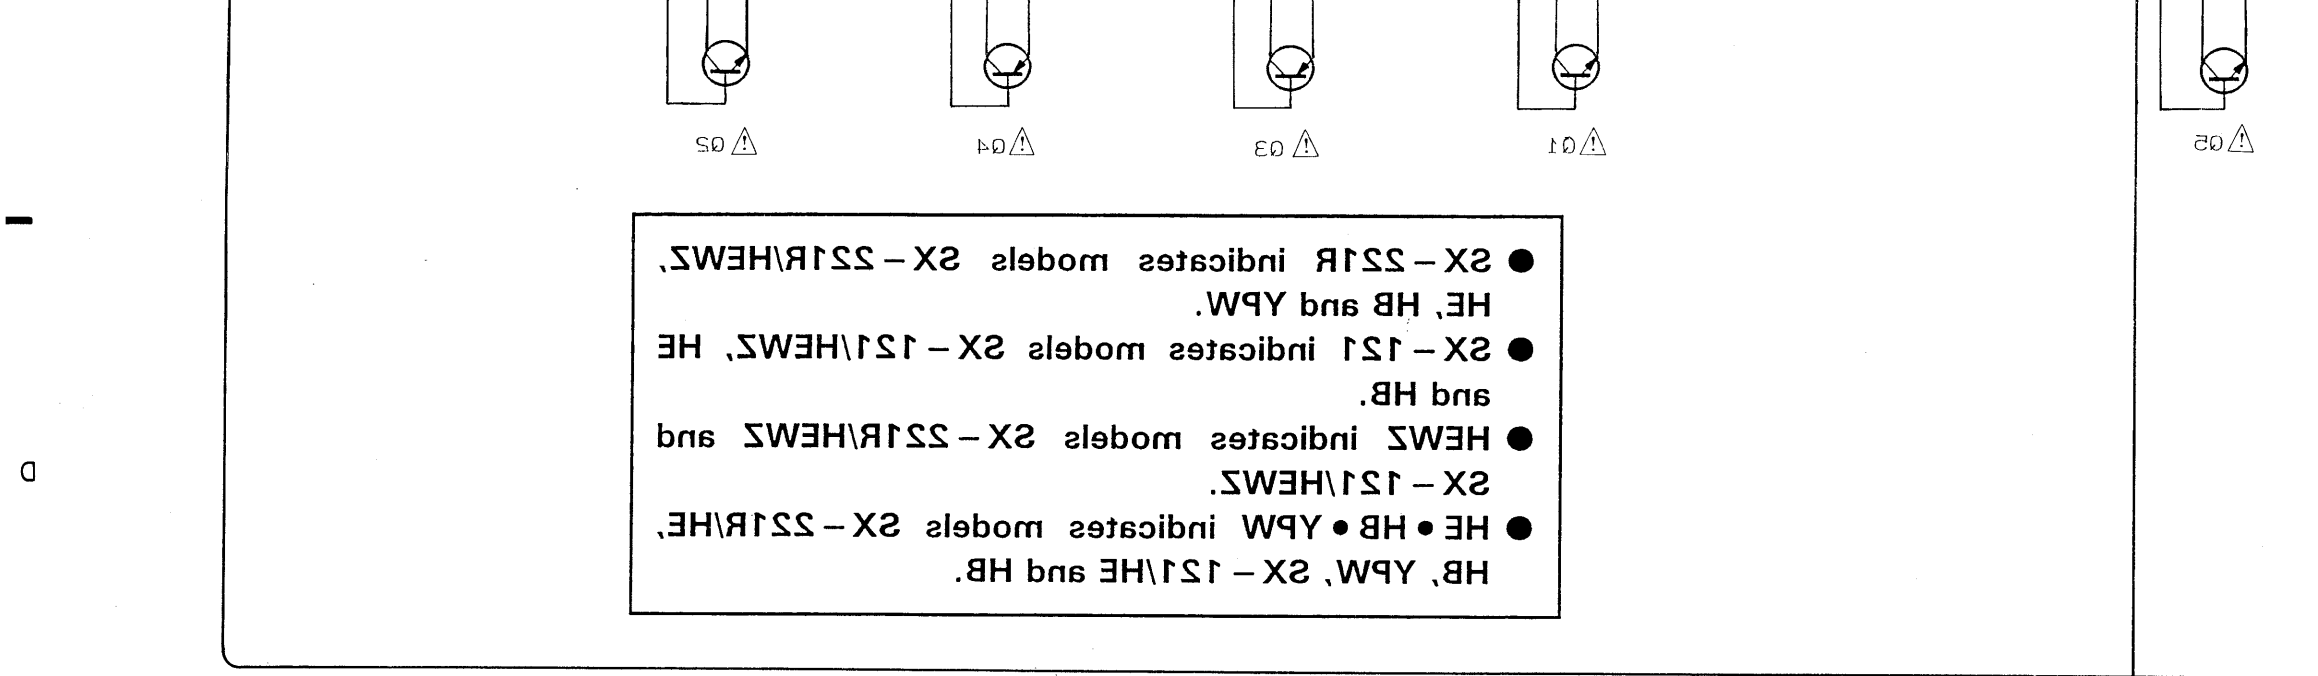 ⚠Q5
⚠Q1
⚠Q3
⚠Q4
⚠Q2
● SX-221R indicates models SX-221R/HEWZ,
HE, HB and YPW.
● SX-121 indicates models SX-121/HEWZ, HE
and HB.
● HEWZ indicates models SX-221R/HEWZ and
SX-121/HEWZ.
● HE●HB●YPW indicates models SX-221R/HE,
HB, YPW, SX-121/HE and HB.
D